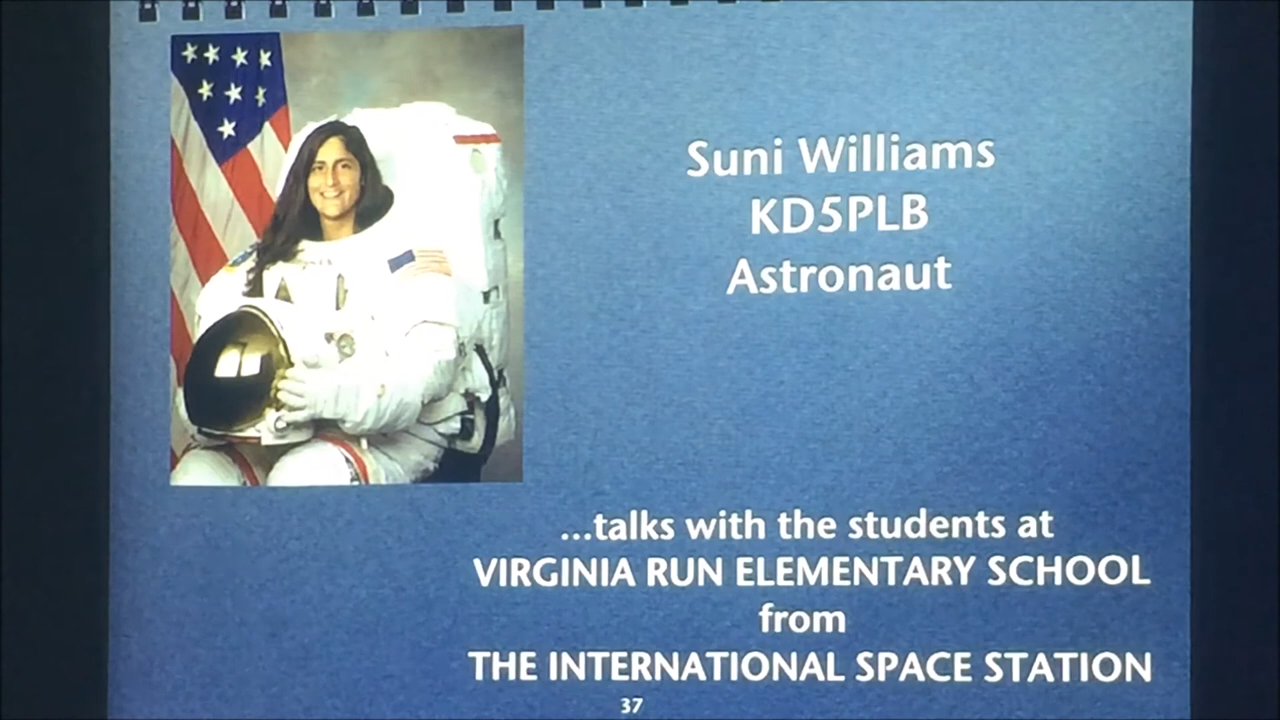 Suni Williams
KD5PLB
Astronaut
...talks with the students at
VIRGINIA RUN ELEMENTARY SCHOOL
from
THE INTERNATIONAL SPACE STATION
37